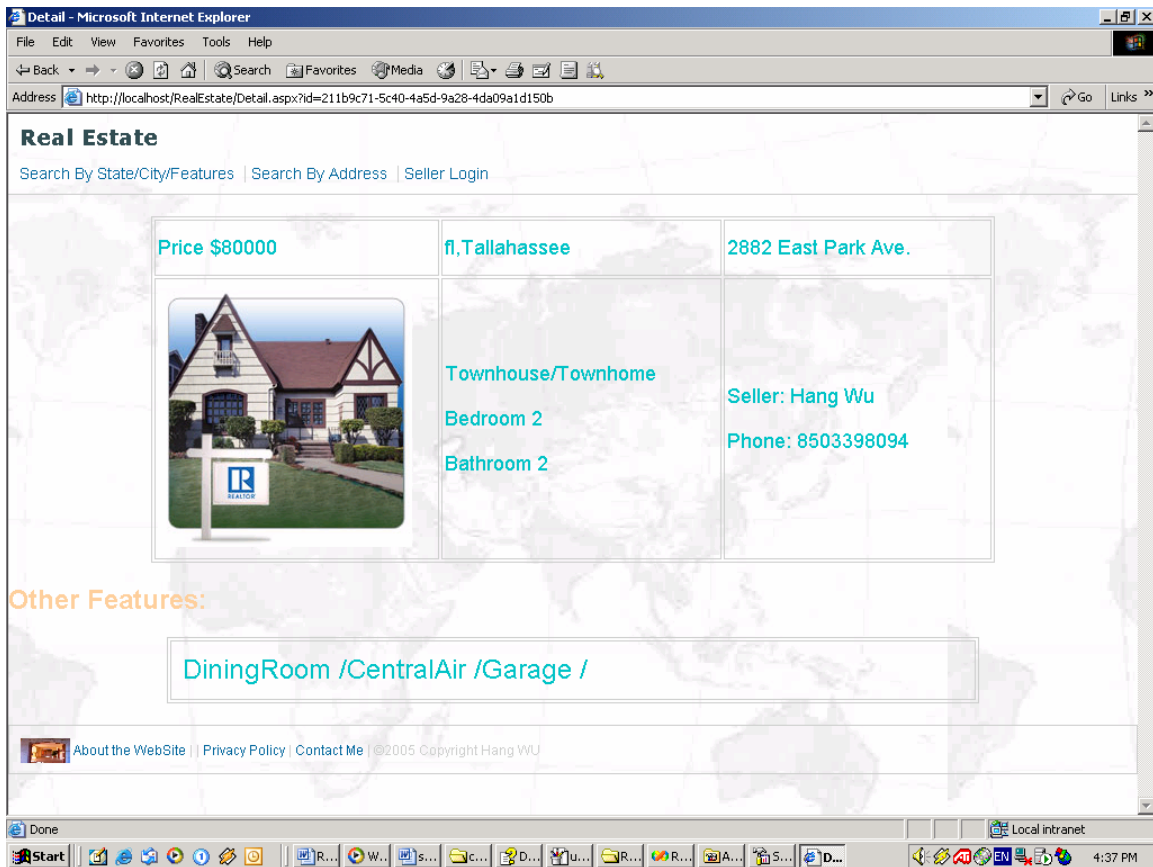 Detail - Microsoft Internet Explorer
File Edit View Favorites Tools Help
Back Search Favorites Media
Address http://localhost/RealEstate/Detail.aspx?id=211b9c71-5c40-4a5d-9a28-4da09a1d150b Go Links »
Real Estate
Search By State/City/Features | Search By Address | Seller Login
Price $80000 fl,Tallahassee 2882 East Park Ave.
Townhouse/Townhome
Bedroom 2
Bathroom 2
Seller: Hang Wu
Phone: 8503398094
R
REALTOR
Other Features:
DiningRoom /CentralAir /Garage /
About the WebSite | | Privacy Policy | Contact Me | ©2005 Copyright Hang WU
Done Local intranet
Start R... W... s... c... D... u... R... R... A... S... D... EN 4:37 PM